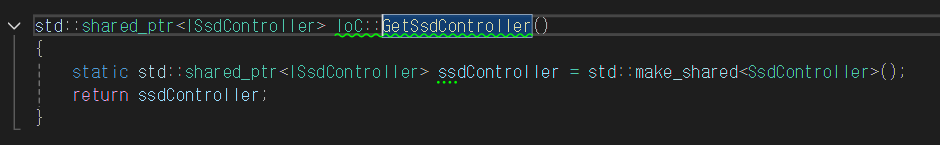 std::shared_ptr<ISsdController> IoC::GetSsdController()
{
static std::shared_ptr<ISsdController> ssdController = std::make_shared<SsdController>();
return ssdController;
}